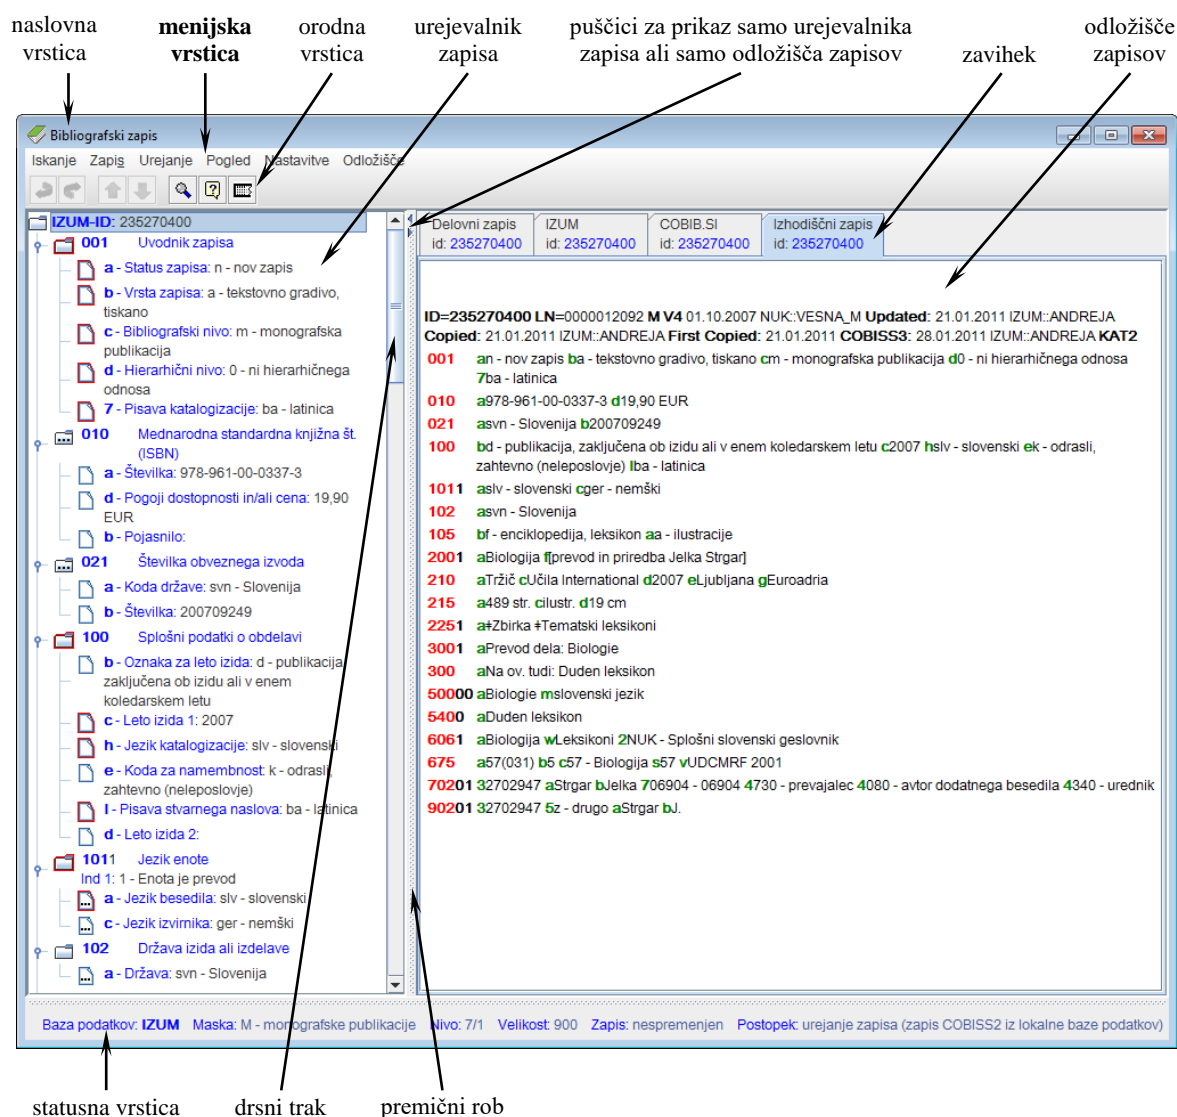 naslovna
vrstica
menijska
vrstica
orodna
vrstica
urejevalnik
zapisa
puščici za prikaz samo urejevalnika
zapisa ali samo odložišča zapisov
zavihek
odložišče
zapisov
Bibliografski zapis
Iskanje Zapis Urejanje Pogled Nastavitve Odložišče
IZUM-ID: 235270400
001 Uvodnik zapisa
a - Status zapisa: n - nov zapis
b - Vrsta zapisa: a - tekstovno gradivo,
tiskano
c - Bibliografski nivo: m - monografska
publikacija
d - Hierarhični nivo: 0 - ni hierarhičnega
odnosa
7 - Pisava katalogizacije: ba - latinica
010 Mednarodna standardna knjižna št.
(ISBN)
a - Številka: 978-961-00-0337-3
d - Pogoji dostopnosti in/ali cena: 19,90
EUR
b - Pojasnilo:
021 Številka obveznega izvoda
a - Koda države: svn - Slovenija
b - Številka: 200709249
100 Splošni podatki o obdelavi
b - Oznaka za leto izida: d - publikacija,
zaključena ob izidu ali v enem
koledarskem letu
c - Leto izida 1: 2007
h - Jezik katalogizacije: slv - slovenski
e - Koda za namembnost: k - odrasli,
zahtevno (neleposlovje)
l - Pisava stvarnega naslova: ba - latinica
d - Leto izida 2:
1011 Jezik enote
Ind 1: 1 - Enota je prevod
a - Jezik besedila: slv - slovenski
c - Jezik izvirnika: ger - nemški
102 Država izida ali izdelave
a - Država: svn - Slovenija
Delovni zapis IZUM COBIB.SI Izhodiščni zapis
id: 235270400 id: 235270400 id: 235270400 id: 235270400
ID=235270400 LN=0000012092 M V4 01.10.2007 NUK::VESNA_M Updated: 21.01.2011 IZUM::ANDREJA
Copied: 21.01.2011 IZUM::ANDREJA First Copied: 21.01.2011 COBISS3: 28.01.2011 IZUM::ANDREJA KAT2
001 an - nov zapis ba - tekstovno gradivo, tiskano cm - monografska publikacija d0 - ni hierarhičnega odnosa
7ba - latinica
010 a978-961-00-0337-3 d19,90 EUR
021 asvn - Slovenija b200709249
100 bd - publikacija, zaključena ob izidu ali v enem koledarskem letu c2007 hslv - slovenski ek - odrasli,
zahtevno (neleposlovje) lba - latinica
1011 aslv - slovenski cger - nemški
102 asvn - Slovenija
105 bf - enciklopedija, leksikon aa - ilustracije
2001 aBiologija f[prevod in priredba Jelka Strgar]
210 aTržič cUčila International d2007 eLjubljana gEuroadria
215 a489 str. cilustr. d19 cm
2251 a≠Zbirka ≠Tematski leksikoni
3001 aPrevod dela: Biologie
300 aNa ov. tudi: Duden leksikon
50000 aBiologie mslovenski jezik
5400 aDuden leksikon
6061 aBiologija wLeksikoni 2NUK - Splošni slovenski geslovnik
675 a57(031) b5 c57 - Biologija s57 vUDCMRF 2001
70201 32702947 aStrgar bJelka 706904 - 06904 4730 - prevajalec 4080 - avtor dodatnega besedila 4340 - urednik
90201 32702947 5z - drugo aStrgar bJ.
Baza podatkov: IZUM Maska: M - monografske publikacije Nivo: 7/1 Velikost: 900 Zapis: nespremenjen Postopek: urejanje zapisa (zapis COBISS2 iz lokalne baze podatkov)
statusna vrstica
drsni trak
premični rob